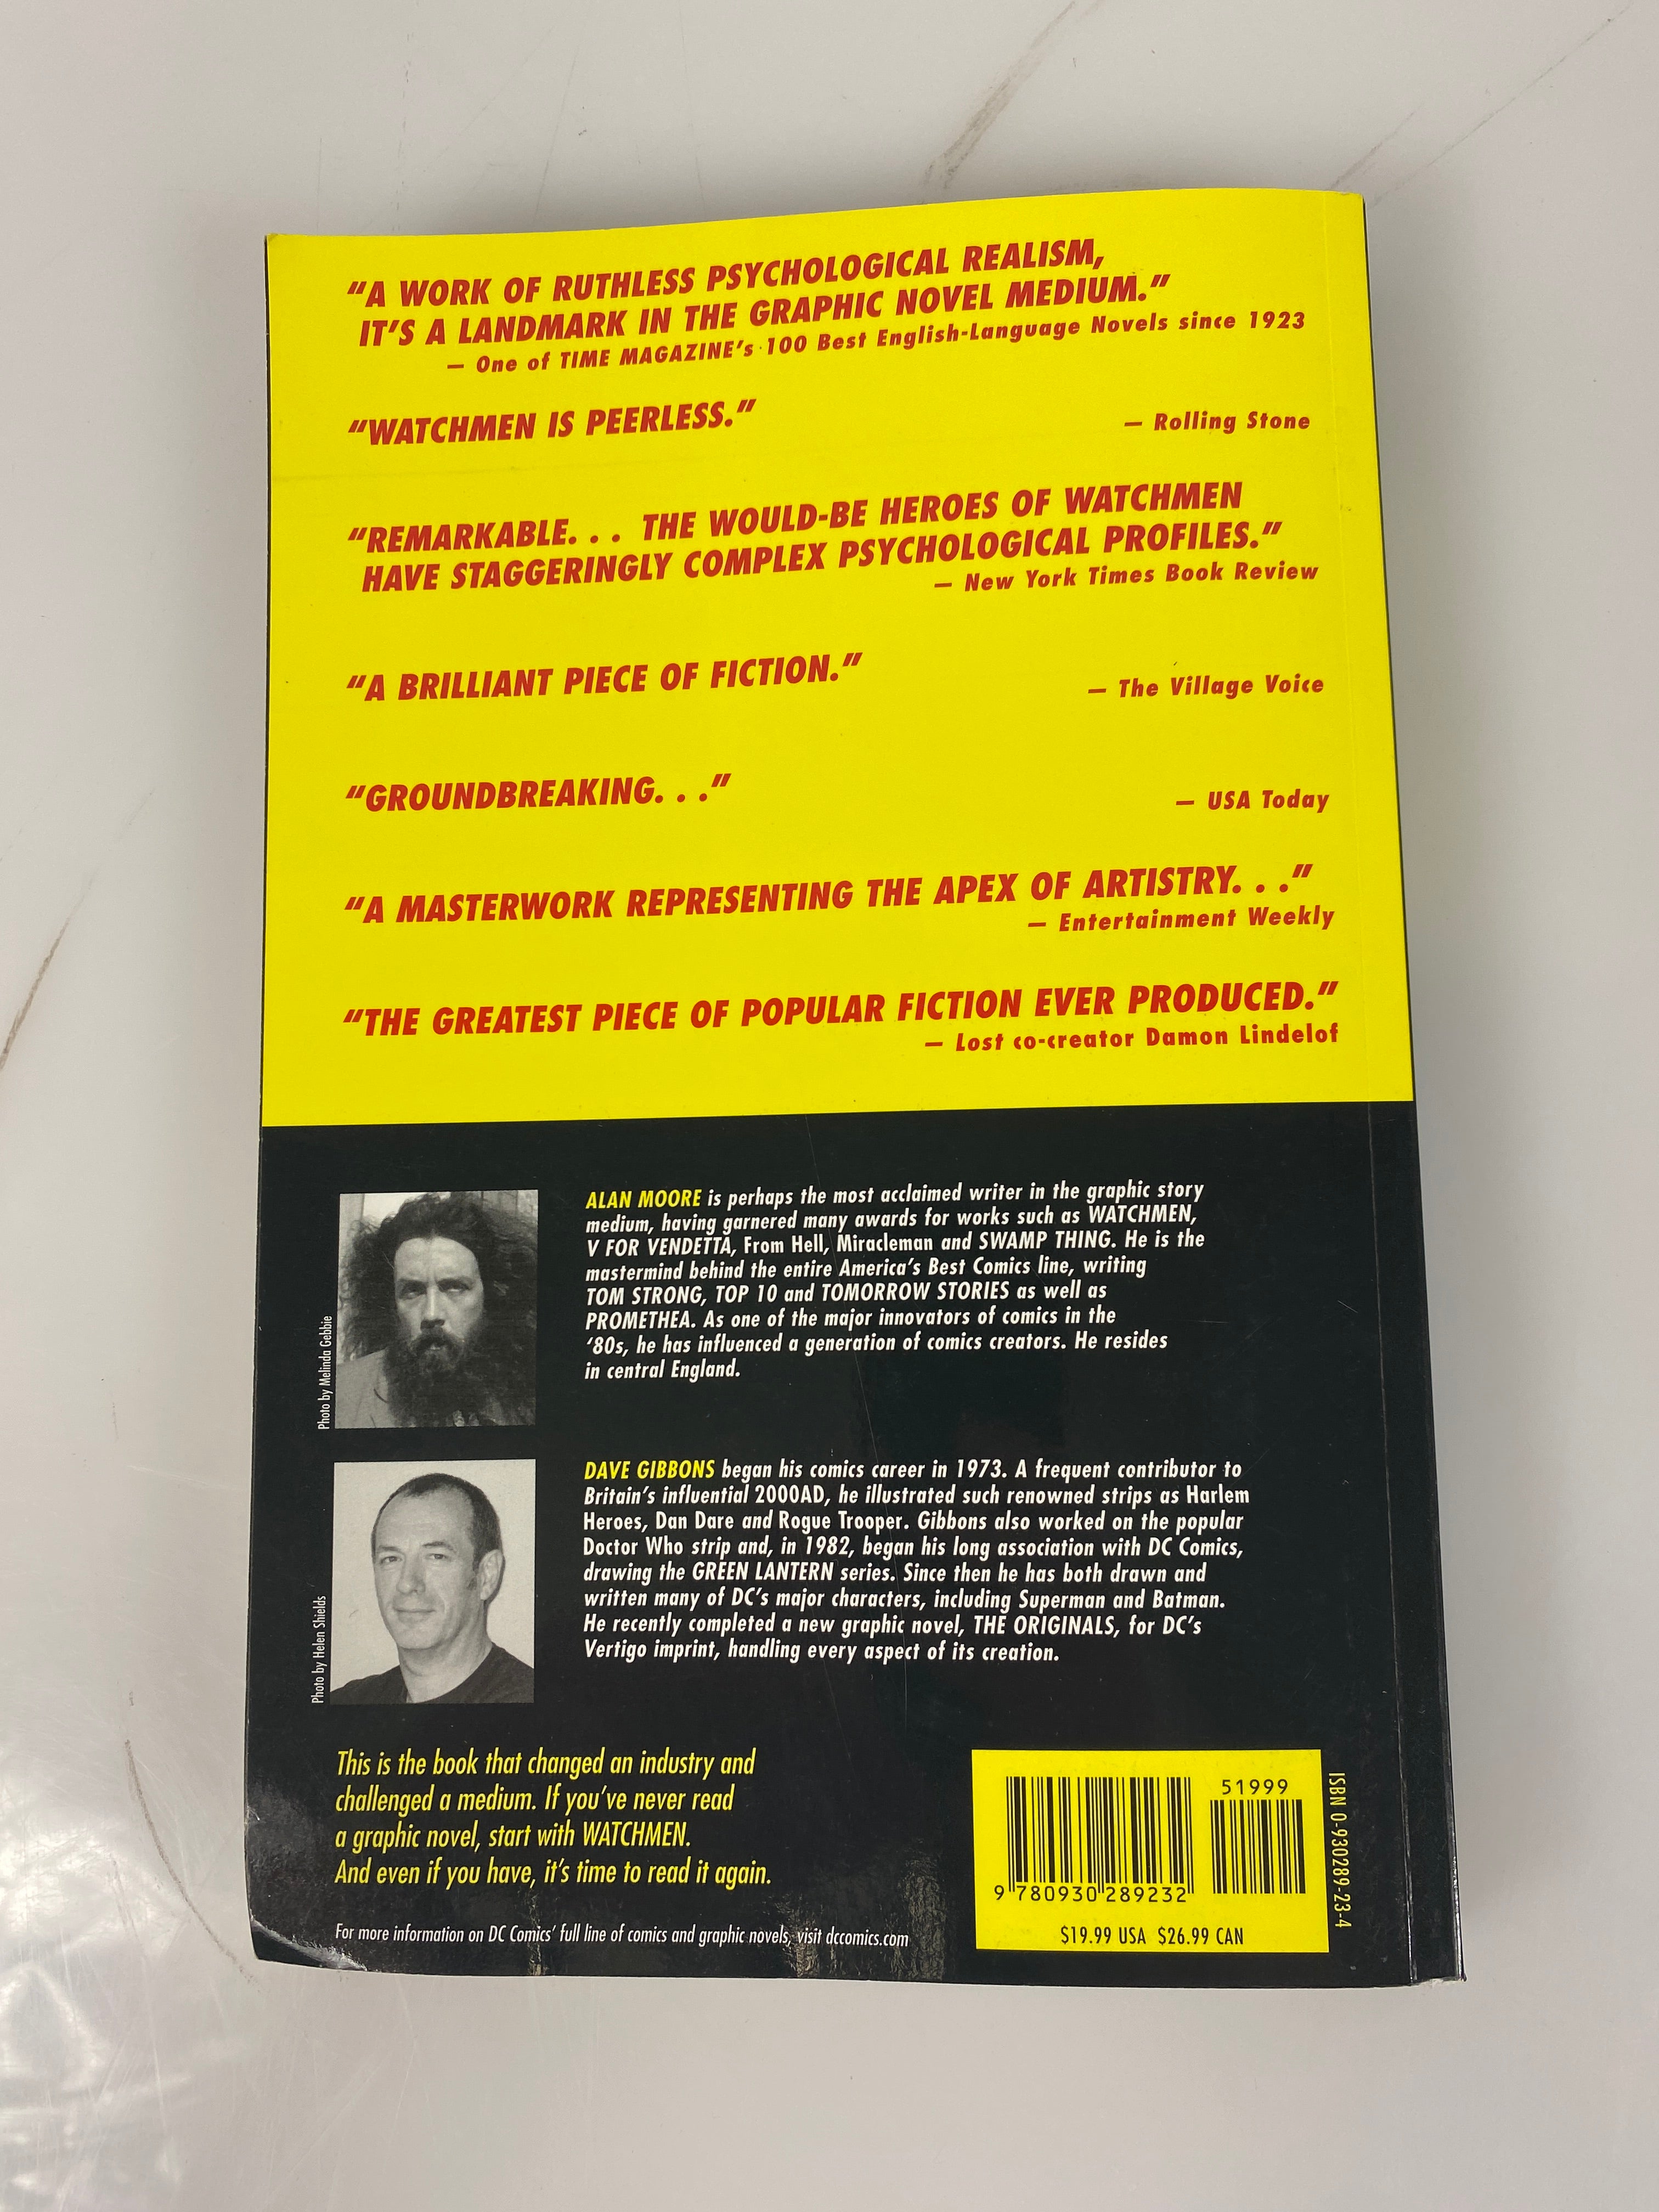 “A WORK OF RUTHLESS PSYCHOLOGICAL REALISM,
IT’S A LANDMARK IN THE GRAPHIC NOVEL MEDIUM.”
— One of TIME MAGAZINE’s 100 Best English-Language Novels since 1923
“WATCHMEN IS PEERLESS.”
— Rolling Stone
“REMARKABLE. . . THE WOULD-BE HEROES OF WATCHMEN
HAVE STAGGERINGLY COMPLEX PSYCHOLOGICAL PROFILES.”
— New York Times Book Review
“A BRILLIANT PIECE OF FICTION.”
— The Village Voice
“GROUNDBREAKING. . .”
— USA Today
“A MASTERWORK REPRESENTING THE APEX OF ARTISTRY. . .”
— Entertainment Weekly
“THE GREATEST PIECE OF POPULAR FICTION EVER PRODUCED.”
— Lost co-creator Damon Lindelof
Photo by Melinda Gebbie
ALAN MOORE is perhaps the most acclaimed writer in the graphic story
medium, having garnered many awards for works such as WATCHMEN,
V FOR VENDETTA, From Hell, Miracleman and SWAMP THING. He is the
mastermind behind the entire America’s Best Comics line, writing
TOM STRONG, TOP 10 and TOMORROW STORIES as well as
PROMETHEA. As one of the major innovators of comics in the
‘80s, he has influenced a generation of comics creators. He resides
in central England.
Photo by Helen Shields
DAVE GIBBONS began his comics career in 1973. A frequent contributor to
Britain’s influential 2000AD, he illustrated such renowned strips as Harlem
Heroes, Dan Dare and Rogue Trooper. Gibbons also worked on the popular
Doctor Who strip and, in 1982, began his long association with DC Comics,
drawing the GREEN LANTERN series. Since then he has both drawn and
written many of DC’s major characters, including Superman and Batman.
He recently completed a new graphic novel, THE ORIGINALS, for DC’s
Vertigo imprint, handling every aspect of its creation.
This is the book that changed an industry and
challenged a medium. If you’ve never read
a graphic novel, start with WATCHMEN.
And even if you have, it’s time to read it again.
For more information on DC Comics’ full line of comics and graphic novels, visit dccomics.com
51999
9 780930 289232
$19.99 USA $26.99 CAN
ISBN 0-930289-23-4